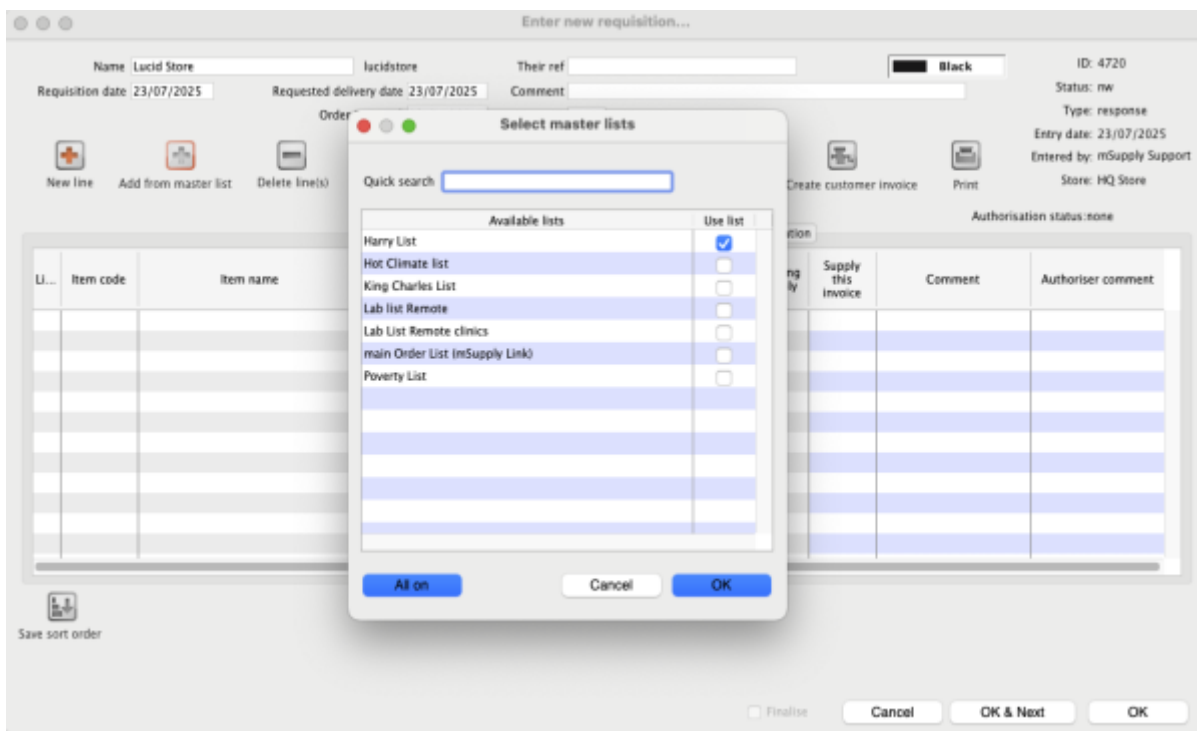 Enter new requisition...
Name Lucid Store lucidstore Their ref Black ID: 4720
Requisition date 23/07/2025 Requested delivery date 23/07/2025 Comment Status: nw
Type: response
Order
Entry date: 23/07/2025
Entered by: mSupply Support
Store: HQ Store
New line Add from master list Delete line(s) Create customer invoice Print
Authorisation status:none
Select master lists
Quick search
Available lists Use list
Harry List
Hot Climate list
King Charles List
Lab list Remote
Lab List Remote clinics
main Order List (mSupply Link)
Poverty List
All on Cancel OK
Li... Item code Item name Supply this invoice Comment Authoriser comment
Save sort order
Finalise Cancel OK & Next OK